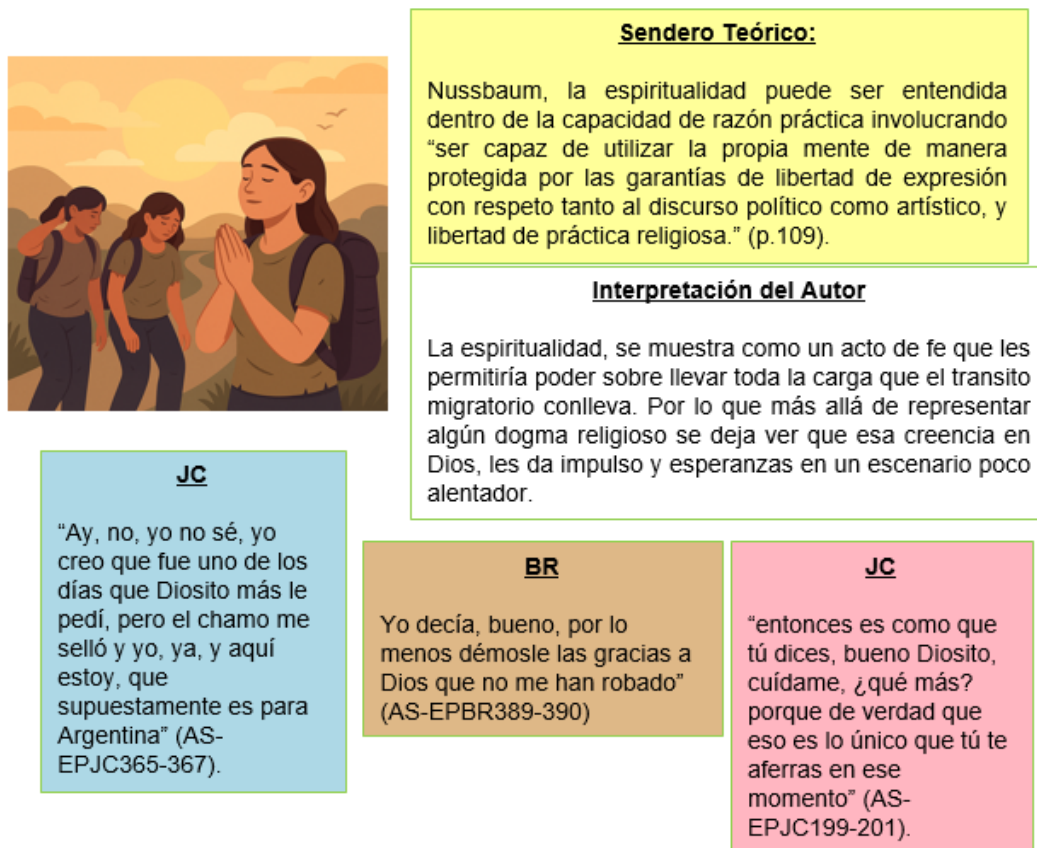 Sendero Teórico:
Nussbaum, la espiritualidad puede ser entendida
dentro de la capacidad de razón práctica involucrando
“ser capaz de utilizar la propia mente de manera
protegida por las garantías de libertad de expresión
con respeto tanto al discurso político como artístico, y
libertad de práctica religiosa.” (p.109).
Interpretación del Autor
La espiritualidad, se muestra como un acto de fe que les
permitiría poder sobre llevar toda la carga que el transito
migratorio conlleva. Por lo que más allá de representar
algún dogma religioso se deja ver que esa creencia en
Dios, les da impulso y esperanzas en un escenario poco
alentador.
JC
“Ay, no, yo no sé, yo
creo que fue uno de los
días que Diosito más le
pedí, pero el chamo me
selló y yo, ya, y aquí
estoy, que
supuestamente es para
Argentina” (AS-
EPJC365-367).
BR
Yo decía, bueno, por lo
menos démosle las gracias a
Dios que no me han robado”
(AS-EPBR389-390)
JC
“entonces es como que
tú dices, bueno Diosito,
cuídame, ¿qué más?
porque de verdad que
eso es lo único que tú te
aferras en ese
momento” (AS-
EPJC199-201).